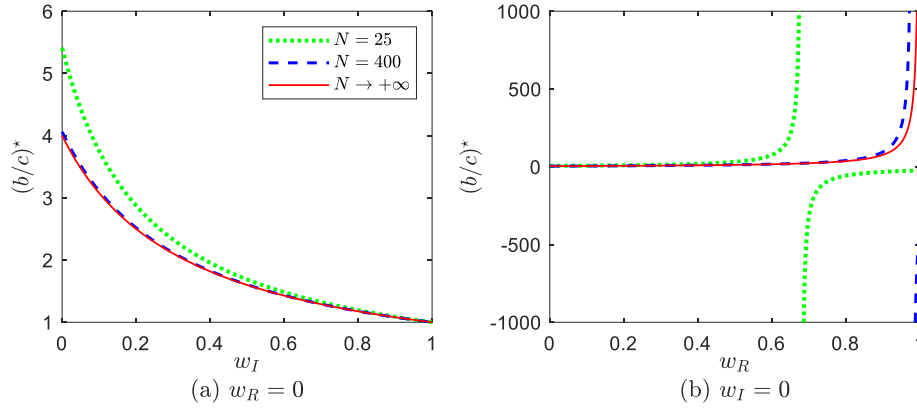 6
5
4
3
2
1
(b/c)⋆
0
0.2
0.4
0.6
0.8
1
w_I
N = 25
N = 400
N → +∞
(a) w_R = 0
1000
500
0
-500
-1000
(b/c)⋆
0
0.2
0.4
0.6
0.8
1
w_R
(b) w_I = 0